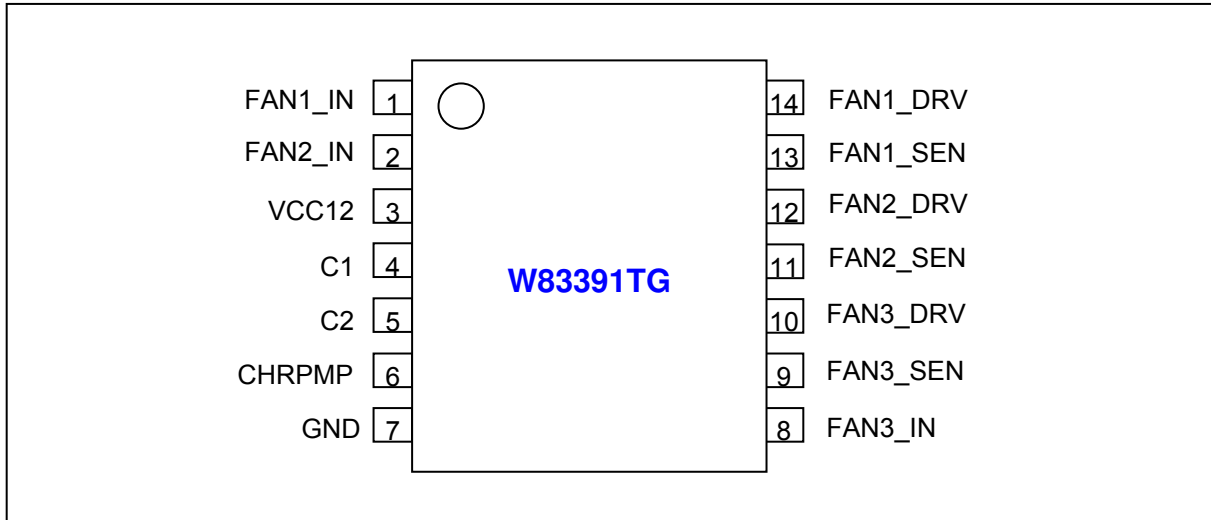 FAN1_IN 1 14 FAN1_DRV
FAN2_IN 2 13 FAN1_SEN
VCC12 3 12 FAN2_DRV
C1 4 11 FAN2_SEN
W83391TG
C2 5 10 FAN3_DRV
CHRPMP 6 9 FAN3_SEN
GND 7 8 FAN3_IN